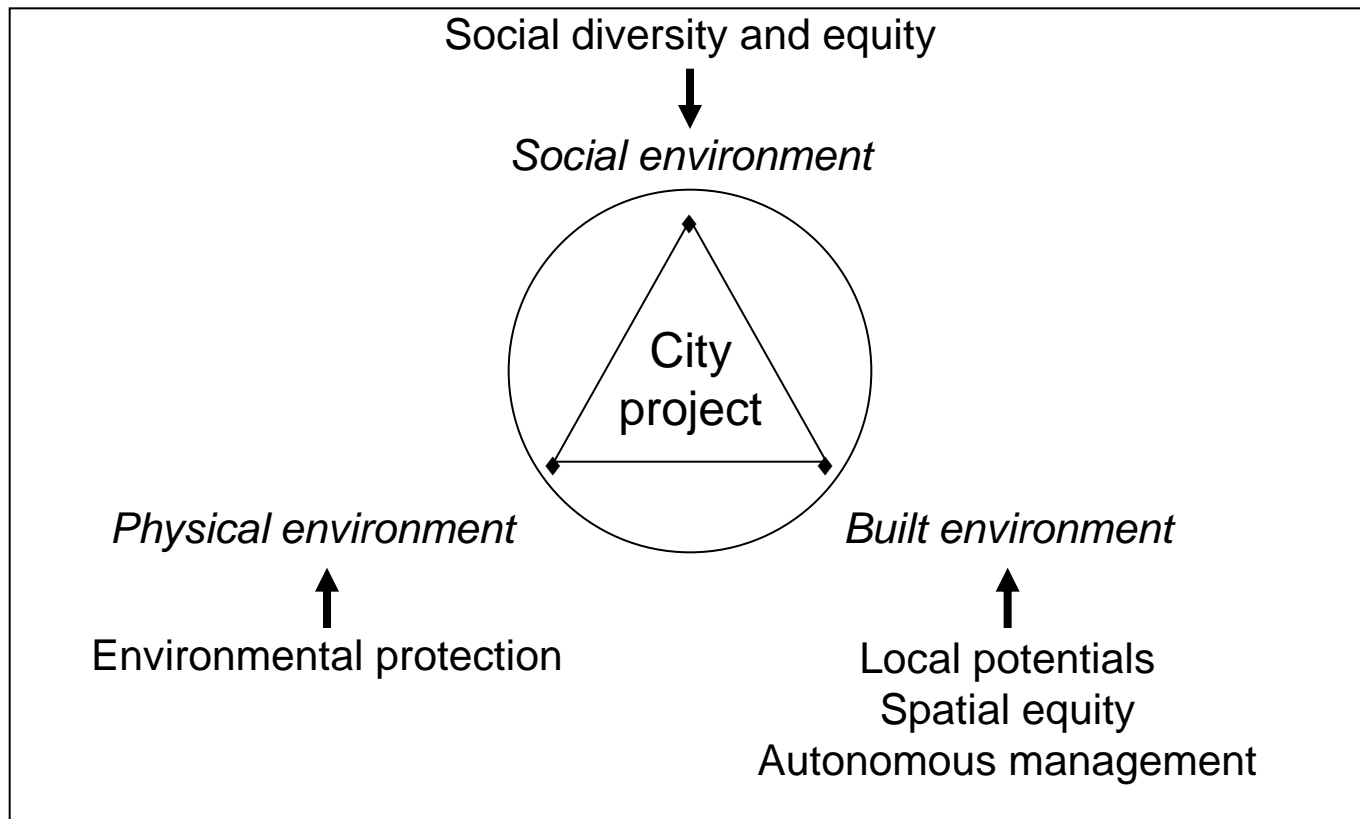 Social diversity and equity
Social environment
City
project
Physical environment
Built environment
Environmental protection
Local potentials
Spatial equity
Autonomous management